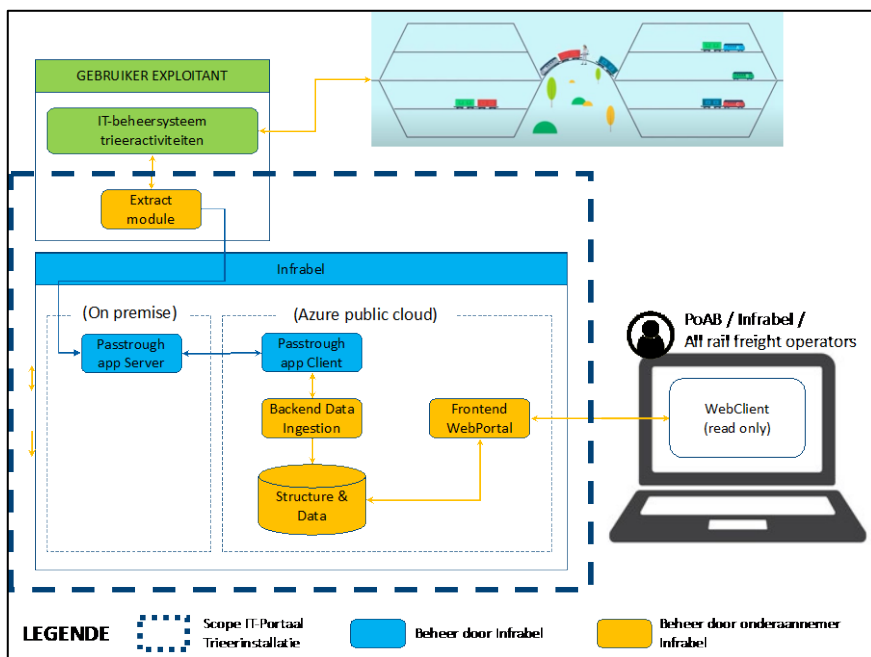 GEBRUIKER EXPLOITANT
IT-beheersysteem
trieeractiviteiten
Extract
module
Infrabel
(On premise)
(Azure public cloud)
Passtrough
app Server
Passtrough
app Client
Backend Data
Ingestion
Frontend
WebPortal
Structure &
Data
PoAB / Infrabel /
All rail freight operators
WebClient
(read only)
LEGENDE
Scope IT-Portaal
Trieerinstallatie
Beheer door Infrabel
Beheer door onderaannemer
Infrabel